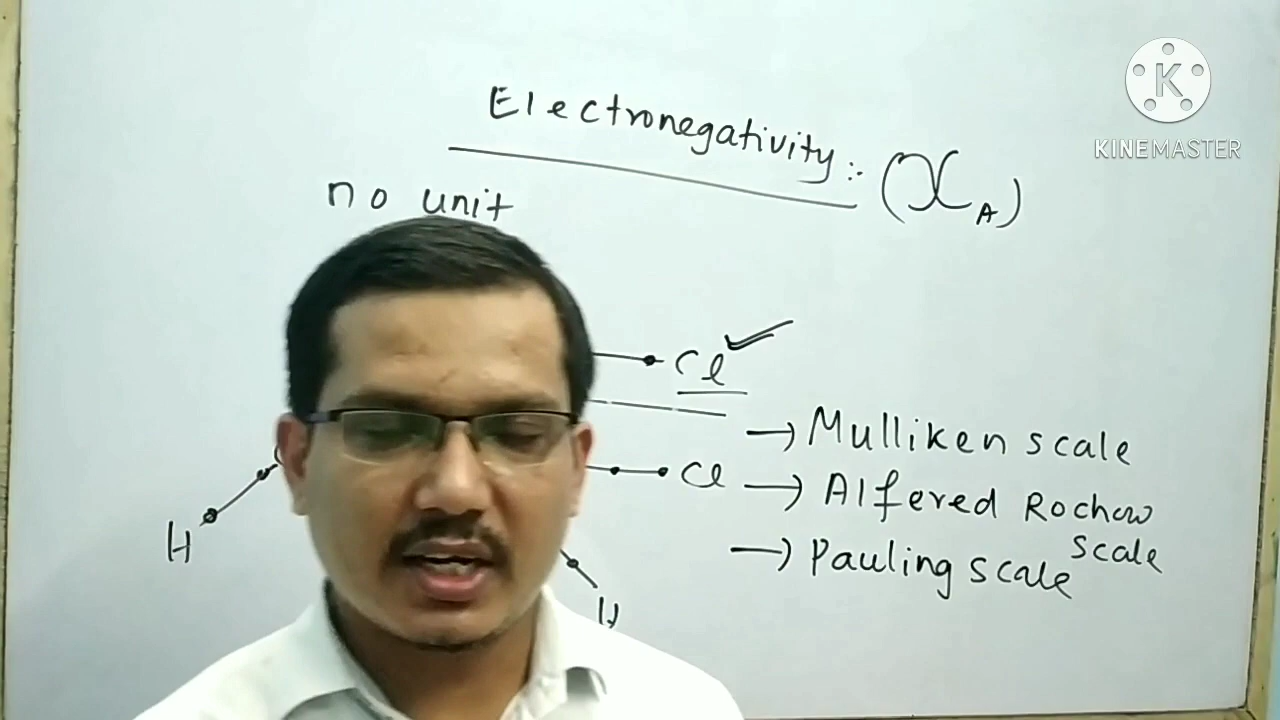 Electronegativity :- (XA)
no unit
Cl
→ Mulliken scale
Cl
→ Alfered Rochow scale
→ Pauling scale
H
H
KINEMASTER